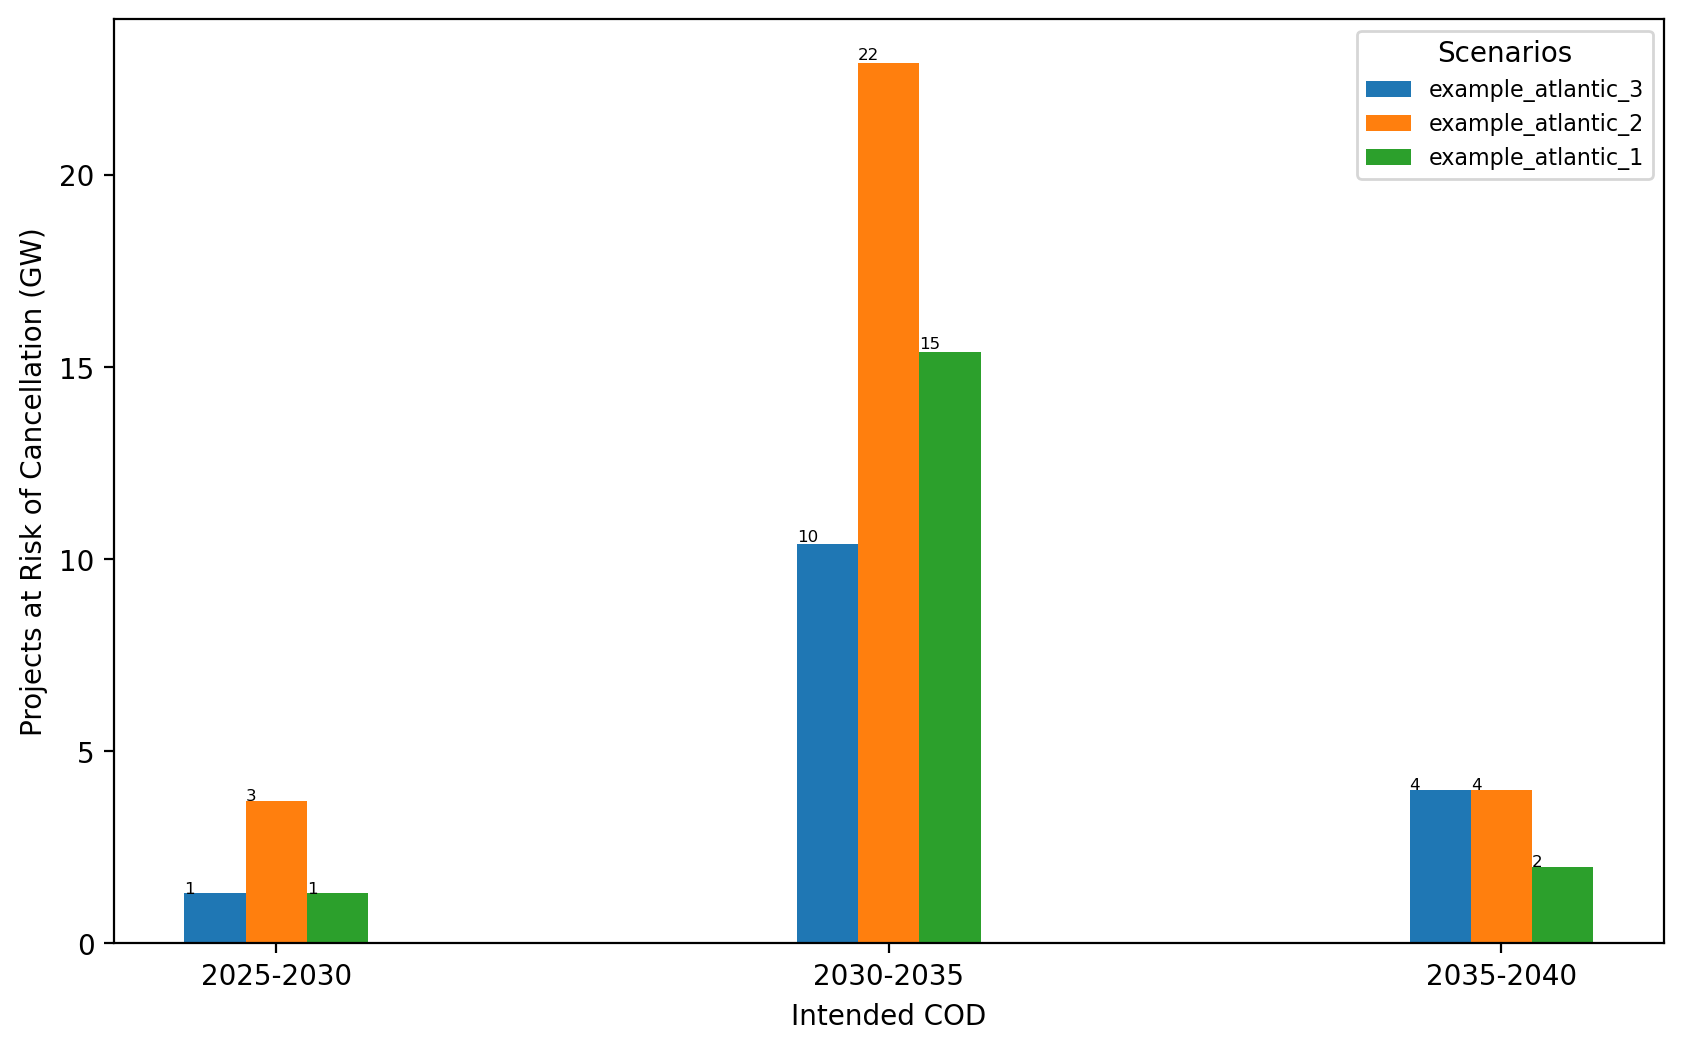 Scenarios
example_atlantic_3
example_atlantic_2
example_atlantic_1
Projects at Risk of Cancellation (GW)
20
15
10
5
0
1
3
1
10
22
15
4
4
2
2025-2030
2030-2035
2035-2040
Intended COD